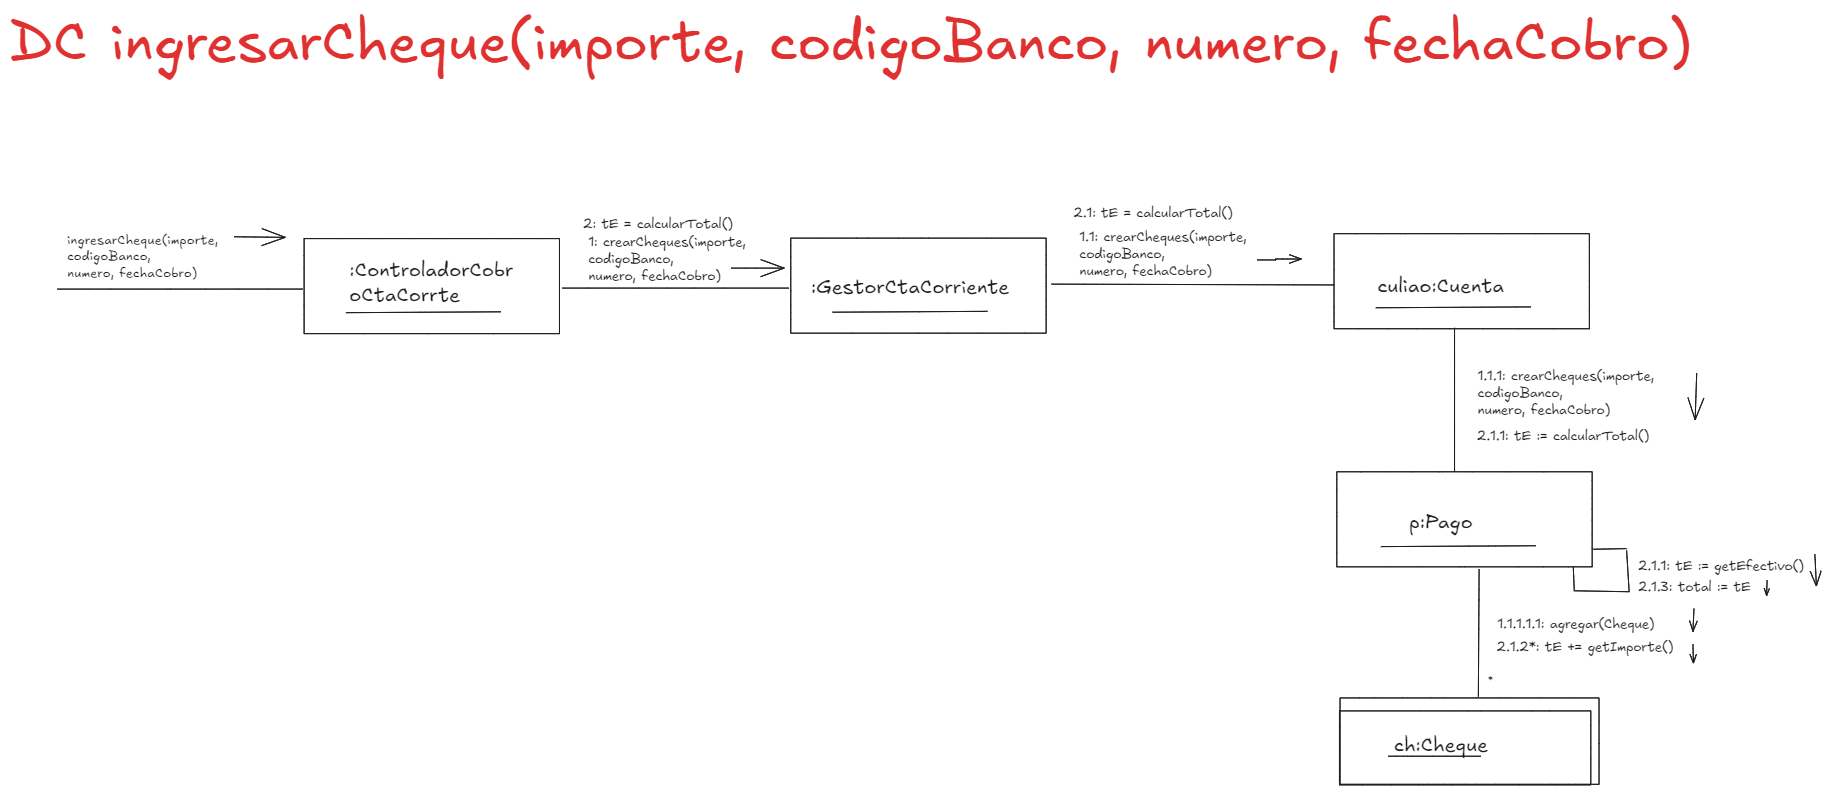 DC ingresarCheque(importe, codigoBanco, numero, fechaCobro)
ingresarCheque(importe,
codigoBanco,
numero, fechaCobro)
:ControladorCobr
oCtaCorrte
2: tE = calcularTotal()
1: crearCheques(importe,
codigoBanco,
numero, fechaCobro)
:GestorCtaCorriente
2.1: tE = calcularTotal()
1.1: crearCheques(importe,
codigoBanco,
numero, fechaCobro)
culiao:Cuenta
1.1.1: crearCheques(importe,
codigoBanco,
numero, fechaCobro)
2.1.1: tE := calcularTotal()
p:Pago
2.1.1: tE := getEfectivo()
2.1.3: total := tE
1.1.1.1.1: agregar(Cheque)
2.1.2*: tE += getImporte()
*
ch:Cheque